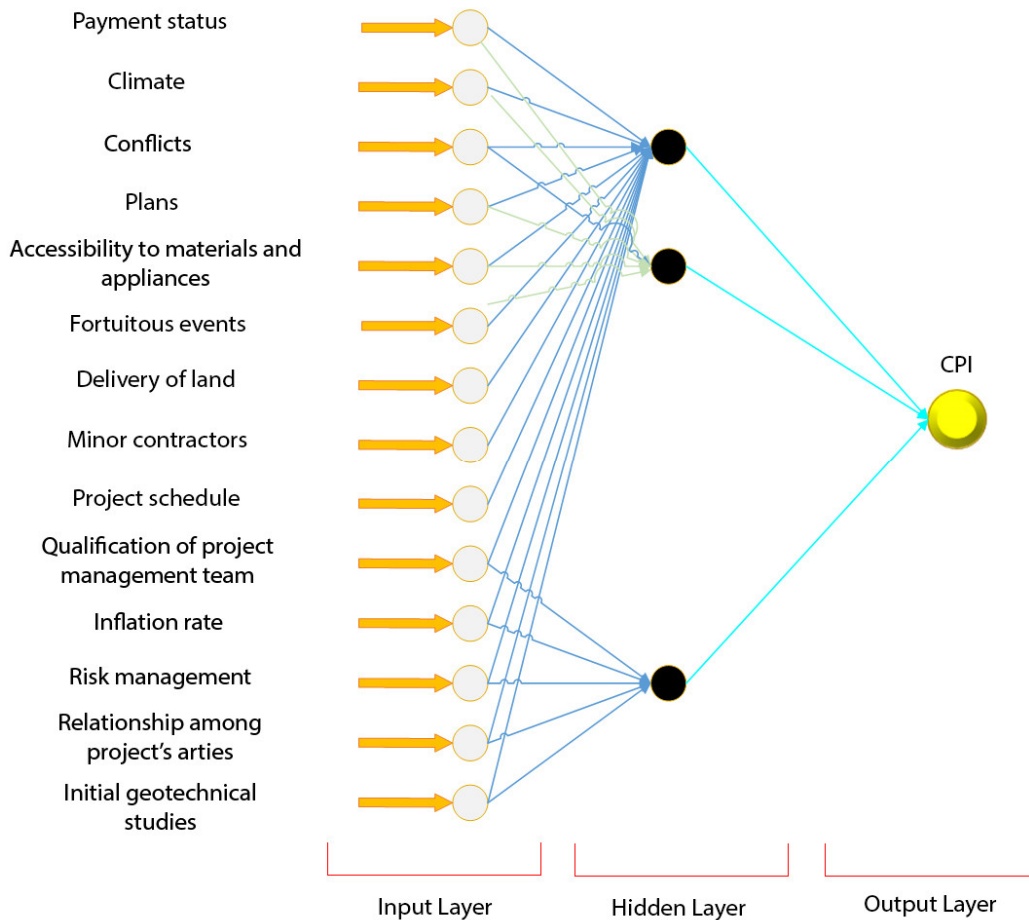 Payment status
Climate
Conflicts
Plans
Accessibility to materials and
appliances
Fortuitous events
Delivery of land
Minor contractors
Project schedule
Qualification of project
management team
Inflation rate
Risk management
Relationship among
project's arties
Initial geotechnical
studies
CPI
Input Layer
Hidden Layer
Output Layer